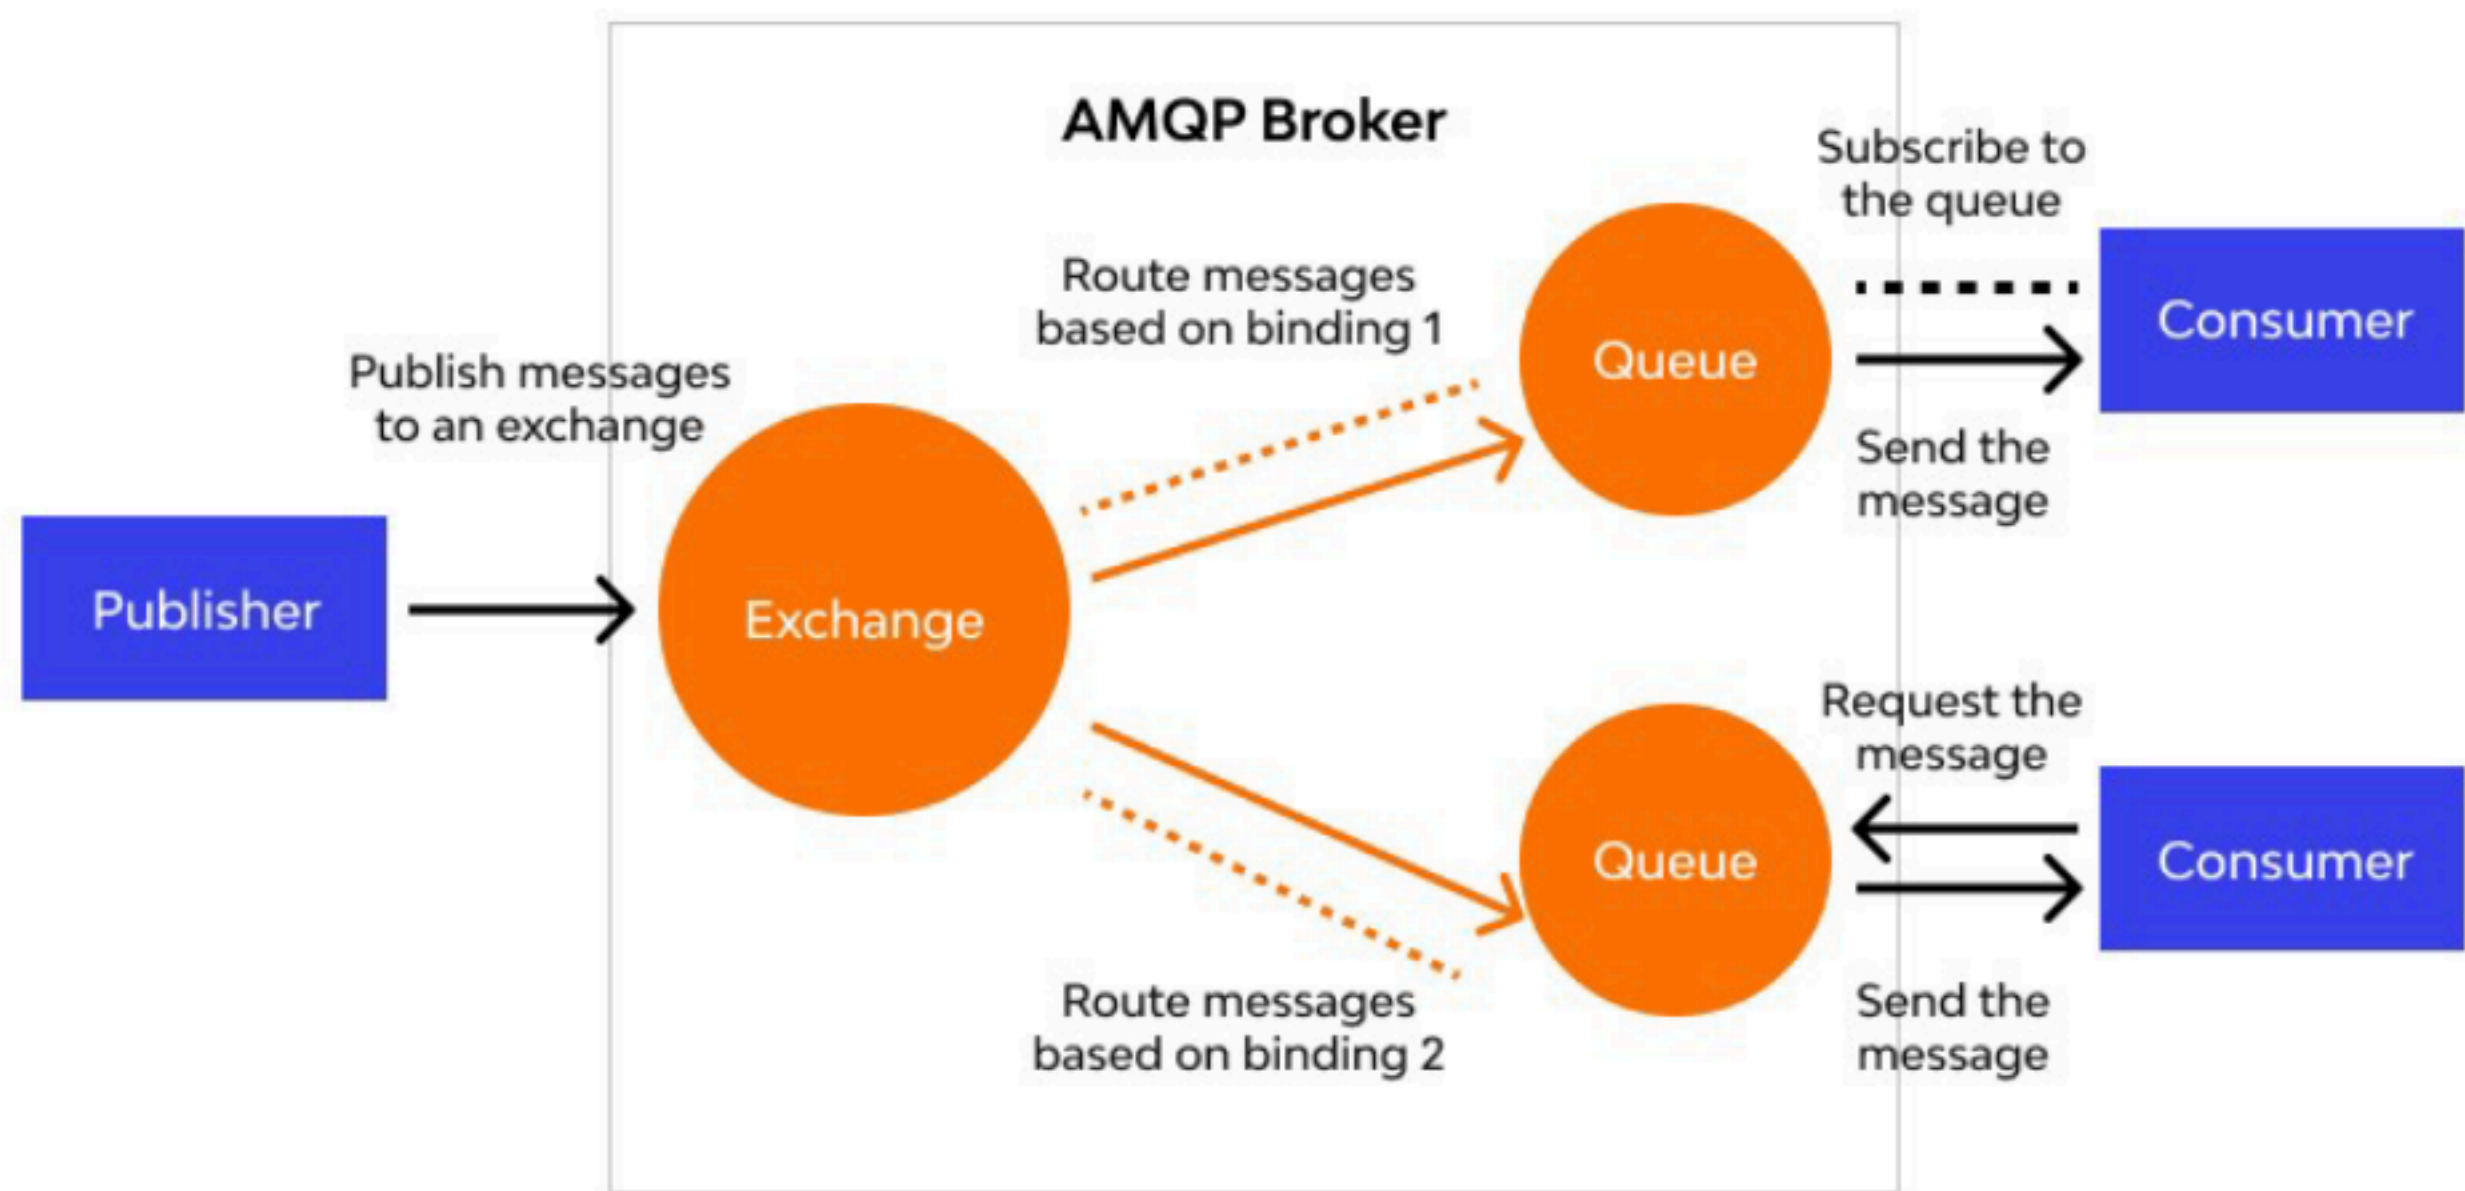 AMQP Broker
Publish messages
to an exchange
Publisher
Exchange
Route messages
based on binding 1
Route messages
based on binding 2
Queue
Subscribe to
the queue
Send the
message
Consumer
Queue
Request the
message
Send the
message
Consumer